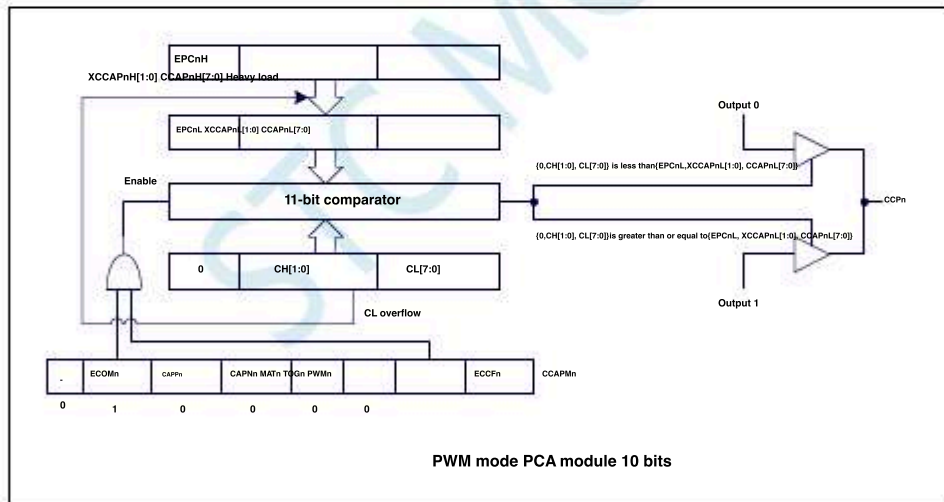 EPCnH
XCCAPnH[1:0] CCAPnH[7:0] Heavy load
EPCnL XCCAPnL[1:0] CCAPnL[7:0]
Enable
11-bit comparator
0 CH[1:0] CL[7:0]
CL overflow
Output 0
{0,CH[1:0], CL[7:0]} is less than{EPCnL,XCCAPnL[1:0], CCAPnL[7:0]}
CCPn
{0,CH[1:0], CL[7:0]}is greater than or equal to{EPCnL, XCCAPnL[1:0], CCAPnL[7:0]}
Output 1
- ECOMn CAPPn CAPNn MATn TOGn PWMn ECCFn CCAPMn
0 1 0 0 0 0
PWM mode PCA module 10 bits